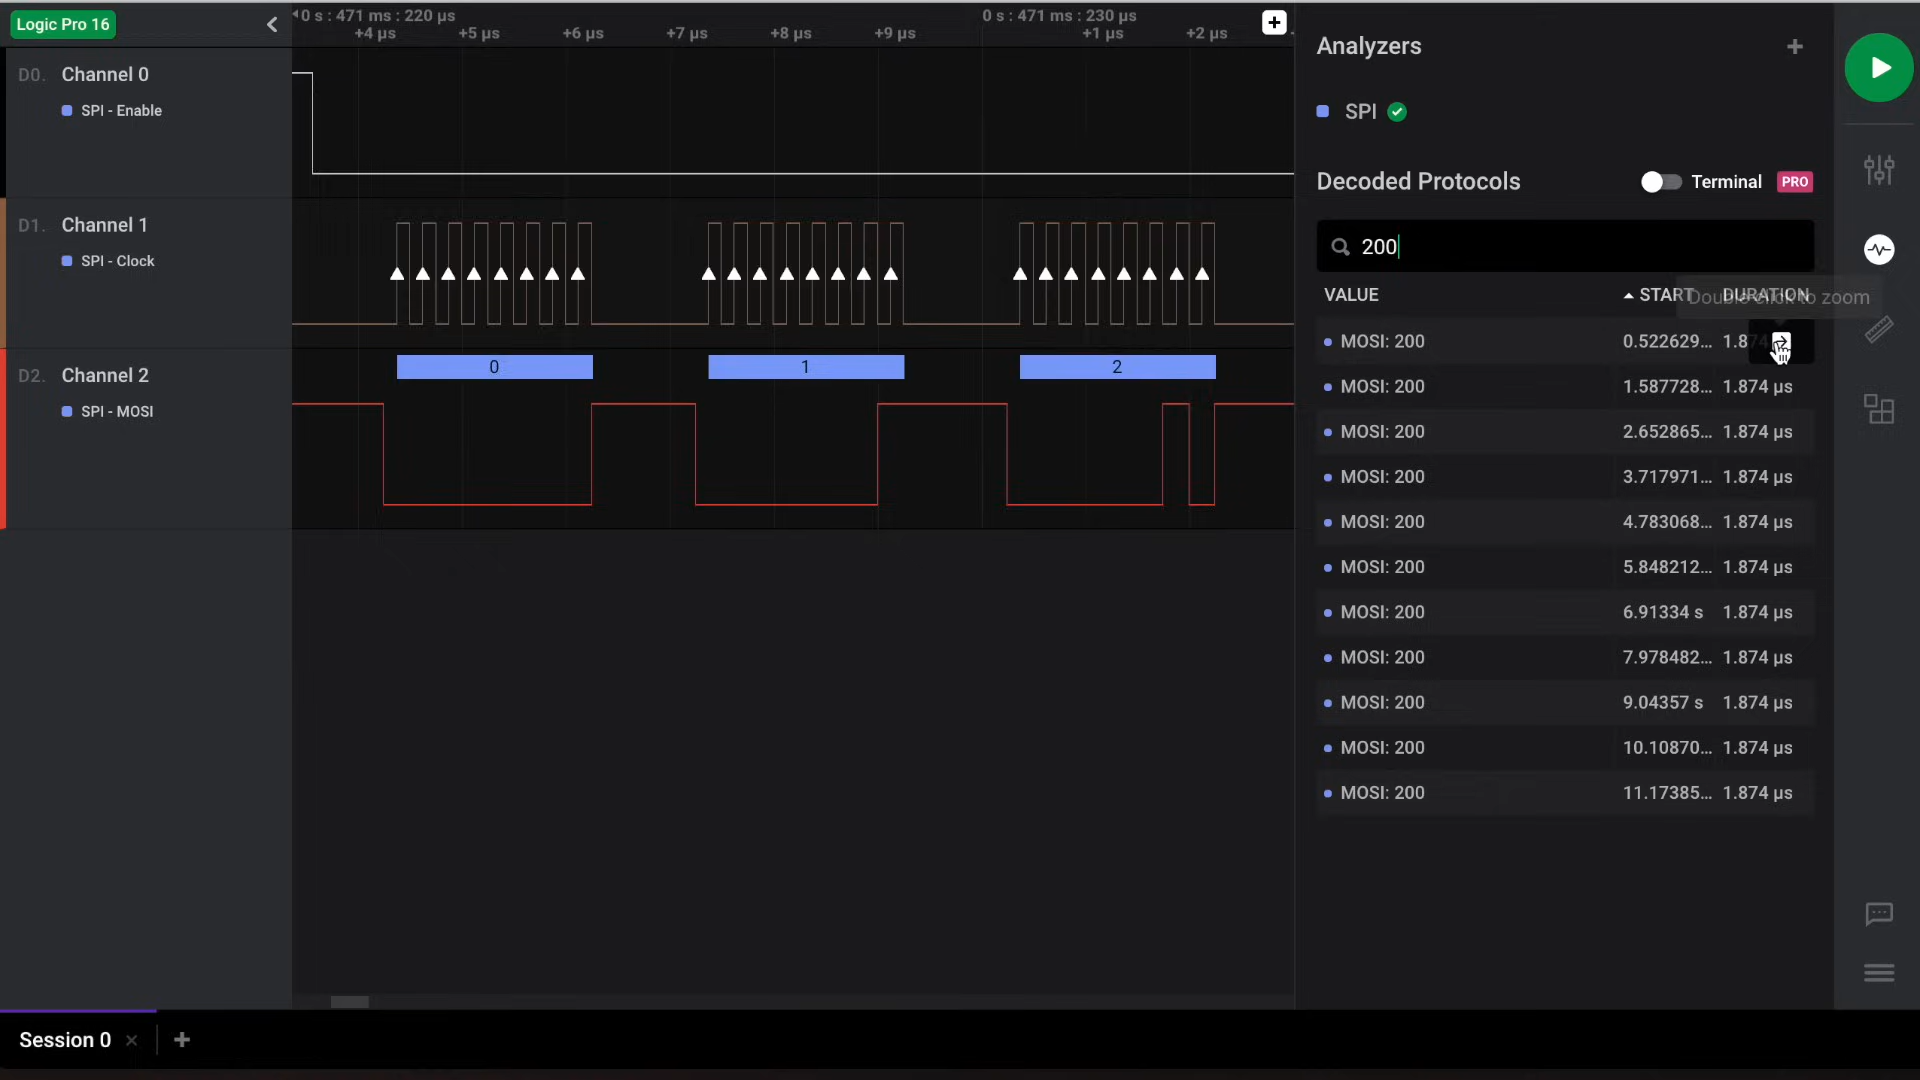 Logic Pro 16
0 s : 471 ms : 220 µs
0 s : 471 ms : 230 µs
+4 µs +5 µs +6 µs +7 µs +8 µs +9 µs +1 µs +2 µs
D0. Channel 0
SPI - Enable
D1. Channel 1
SPI - Clock
D2. Channel 2
SPI - MOSI
0 1 2
Analyzers
SPI
Decoded Protocols Terminal PRO
200
VALUE START DURATION
Double click to zoom
MOSI: 200 0.522629... 1.874
MOSI: 200 1.587728... 1.874 µs
MOSI: 200 2.652865... 1.874 µs
MOSI: 200 3.717971... 1.874 µs
MOSI: 200 4.783068... 1.874 µs
MOSI: 200 5.848212... 1.874 µs
MOSI: 200 6.91334 s 1.874 µs
MOSI: 200 7.978482... 1.874 µs
MOSI: 200 9.04357 s 1.874 µs
MOSI: 200 10.10870... 1.874 µs
MOSI: 200 11.17385... 1.874 µs
Session 0